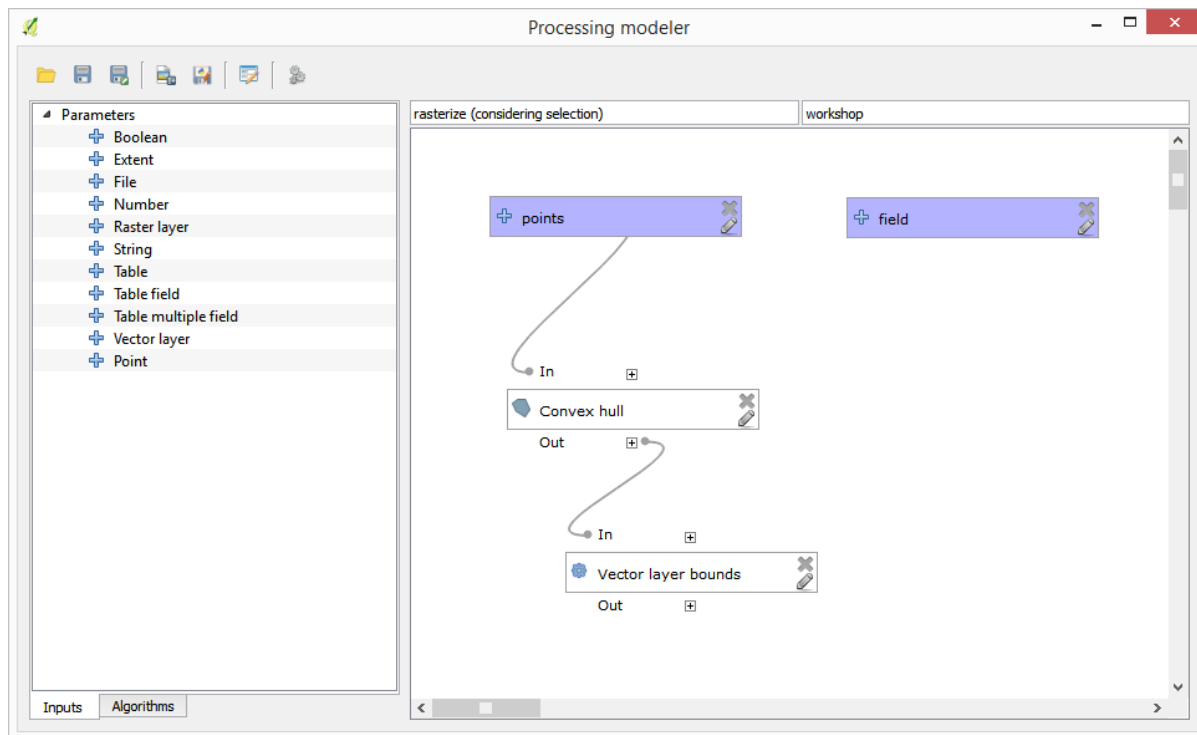 Processing modeler
Parameters
Boolean
Extent
File
Number
Raster layer
String
Table
Table field
Table multiple field
Vector layer
Point
Inputs
Algorithms
rasterize (considering selection)
workshop
points
field
In
Convex hull
Out
In
Vector layer bounds
Out